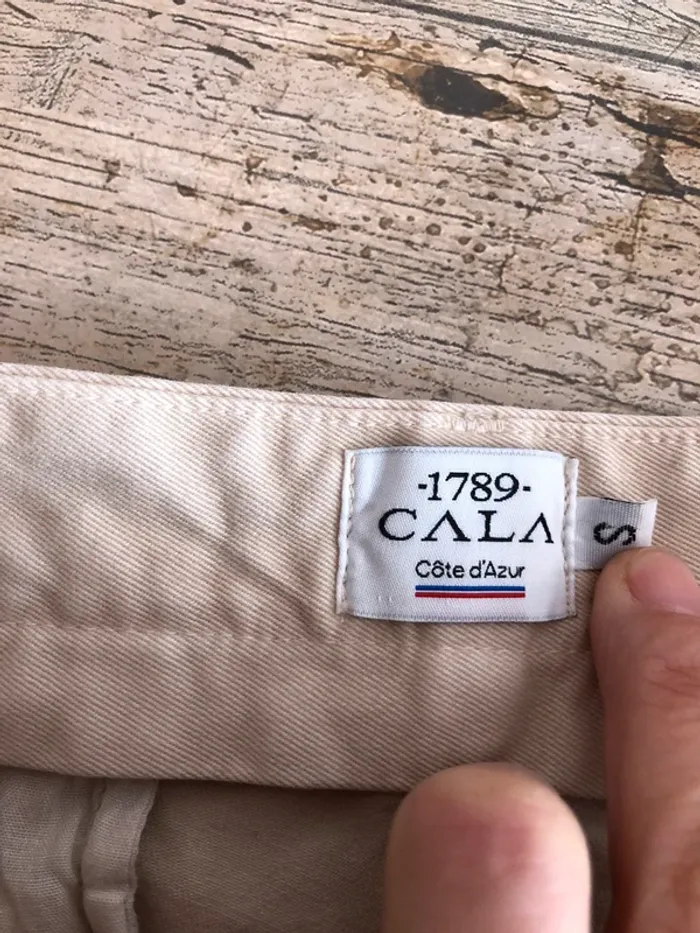 -1789-
CALA
Côte d'Azur
S